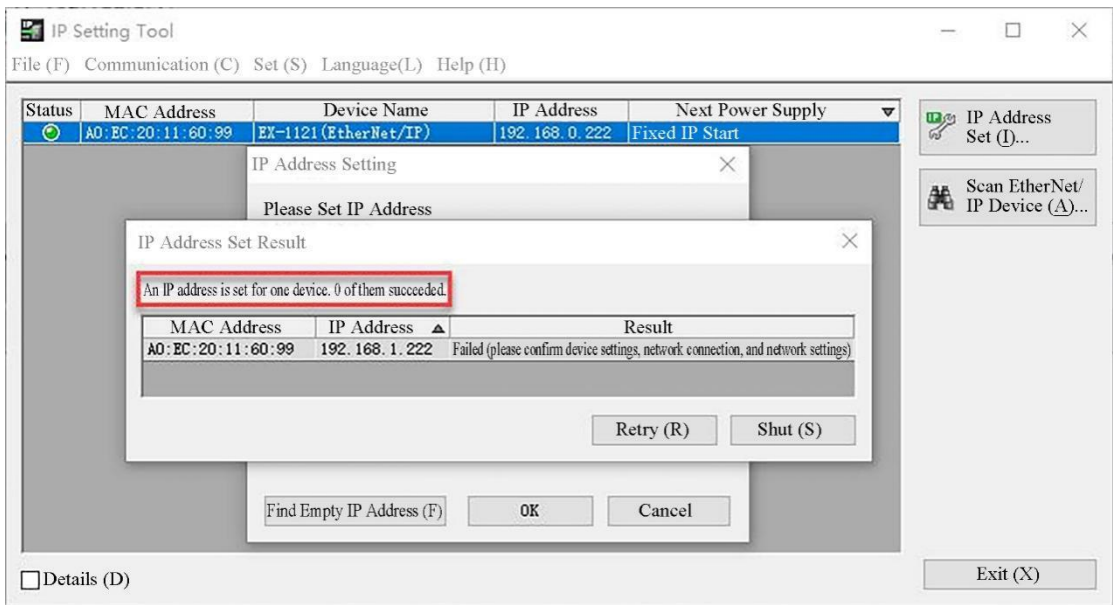 IP Setting Tool
File (F) Communication (C) Set (S) Language(L) Help (H)
Status MAC Address Device Name IP Address Next Power Supply
A0:EC:20:11:60:99 EX-1121(EtherNet/IP) 192.168.0.222 Fixed IP Start
IP Address
Set (I)...
Scan EtherNet/
IP Device (A)...
IP Address Setting
Please Set IP Address
IP Address Set Result
An IP address is set for one device. 0 of them succeeded.
MAC Address IP Address Result
A0:EC:20:11:60:99 192.168.1.222 Failed (please confirm device settings, network connection, and network settings)
Retry (R) Shut (S)
Find Empty IP Address (F) OK Cancel
Details (D)
Exit (X)